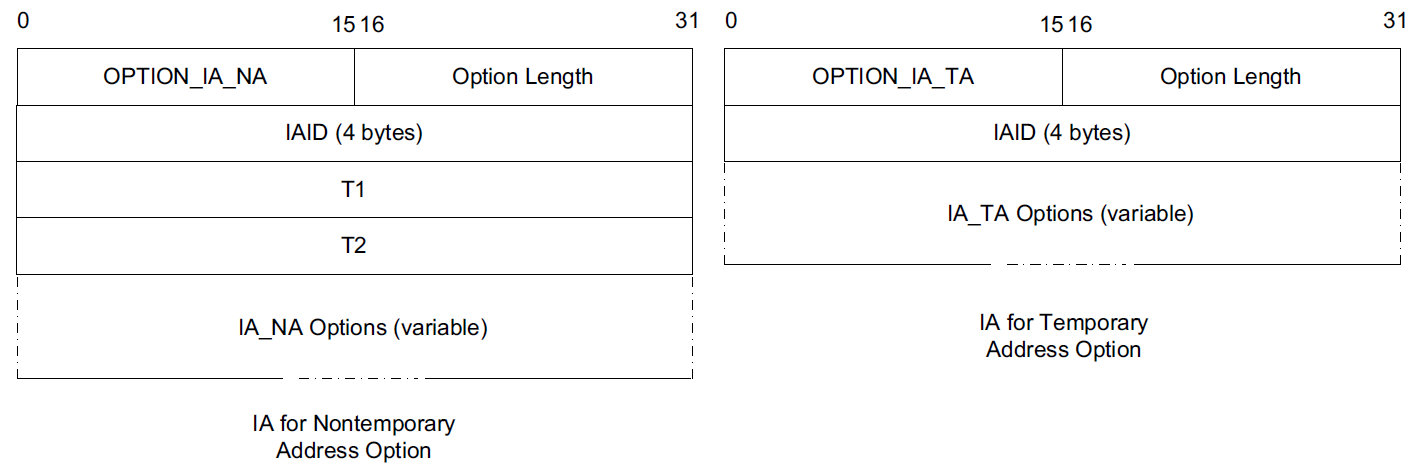 0 15 16 31
OPTION_IA_NA Option Length
IAID (4 bytes)
T1
T2
IA_NA Options (variable)
IA for Nontemporary
Address Option
0 15 16 31
OPTION_IA_TA Option Length
IAID (4 bytes)
IA_TA Options (variable)
IA for Temporary
Address Option